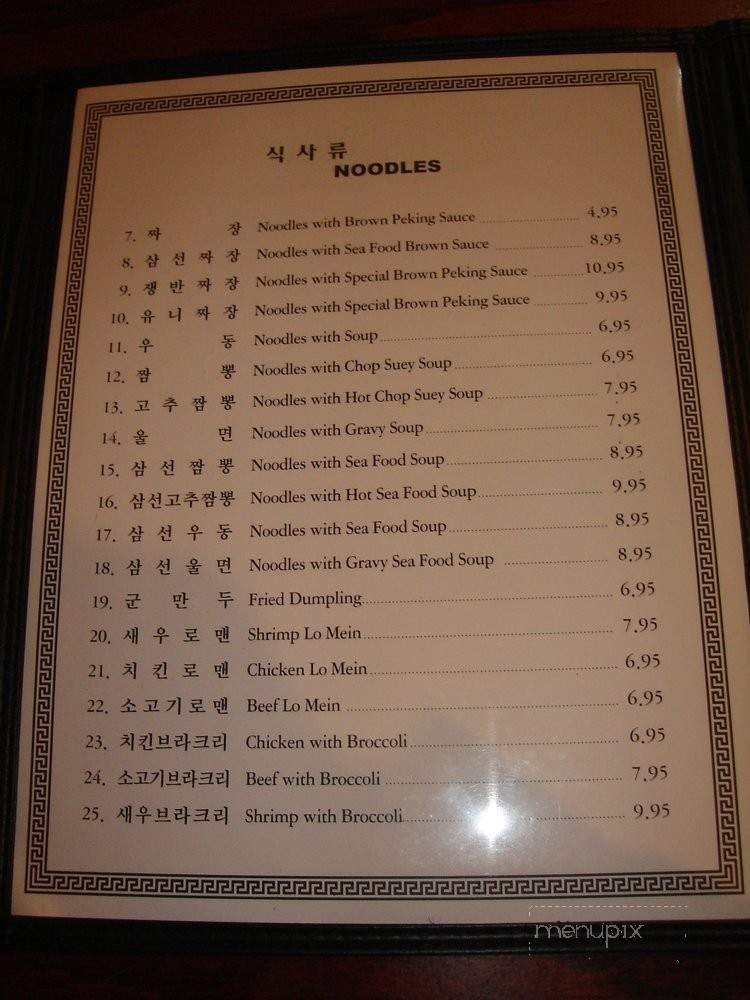 식 사 류
NOODLES
7. 짜 장 Noodles with Brown Peking Sauce 4.95
8. 삼 선 짜 장 Noodles with Sea Food Brown Sauce 8.95
9. 쟁 반 짜 장 Noodles with Special Brown Peking Sauce 10.95
10. 유 니 짜 장 Noodles with Special Brown Peking Sauce 9.95
11. 우 동 Noodles with Soup 6.95
12. 짬 뽕 Noodles with Chop Suey Soup 6.95
13. 고 추 짬 뽕 Noodles with Hot Chop Suey Soup 7.95
14. 울 면 Noodles with Gravy Soup 7.95
15. 삼 선 짬 뽕 Noodles with Sea Food Soup 8.95
16. 삼선고추짬뽕 Noodles with Hot Sea Food Soup 9.95
17. 삼 선 우 동 Noodles with Sea Food Soup 8.95
18. 삼 선 울 면 Noodles with Gravy Sea Food Soup 8.95
19. 군 만 두 Fried Dumpling 6.95
20. 새 우 로 맨 Shrimp Lo Mein 7.95
21. 치 킨 로 맨 Chicken Lo Mein 6.95
22. 소고기로맨 Beef Lo Mein 6.95
23. 치킨브라크리 Chicken with Broccoli 6.95
24. 소고기브라크리 Beef with Broccoli 7.95
25. 새우브라크리 Shrimp with Broccoli 9.95
menupix